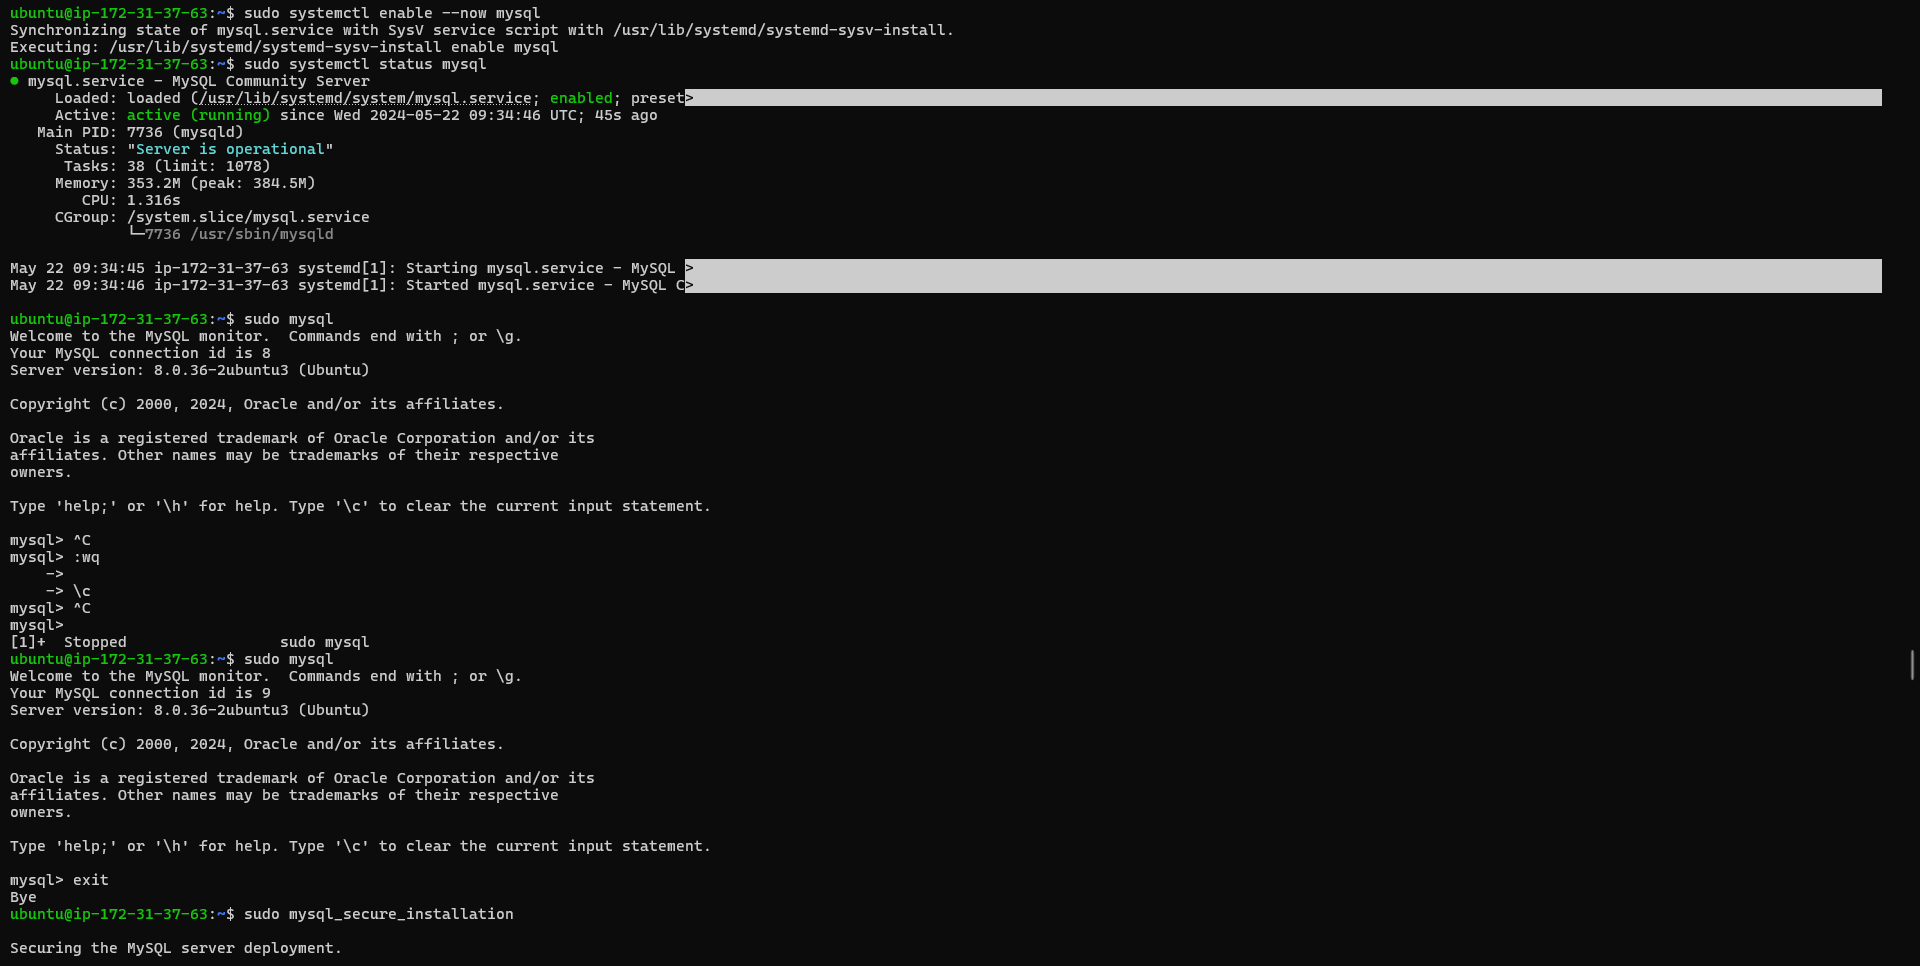 ubuntu@ip-172-31-37-63:~$ sudo systemctl enable --now mysql
Synchronizing state of mysql.service with SysV service script with /usr/lib/systemd/systemd-sysv-install.
Executing: /usr/lib/systemd/systemd-sysv-install enable mysql
ubuntu@ip-172-31-37-63:~$ sudo systemctl status mysql
● mysql.service - MySQL Community Server
     Loaded: loaded (/usr/lib/systemd/system/mysql.service; enabled; preset>
     Active: active (running) since Wed 2024-05-22 09:34:46 UTC; 45s ago
   Main PID: 7736 (mysqld)
     Status: "Server is operational"
      Tasks: 38 (limit: 1078)
     Memory: 353.2M (peak: 384.5M)
        CPU: 1.316s
     CGroup: /system.slice/mysql.service
             └─7736 /usr/sbin/mysqld

May 22 09:34:45 ip-172-31-37-63 systemd[1]: Starting mysql.service - MySQL >
May 22 09:34:46 ip-172-31-37-63 systemd[1]: Started mysql.service - MySQL C>

ubuntu@ip-172-31-37-63:~$ sudo mysql
Welcome to the MySQL monitor.  Commands end with ; or \g.
Your MySQL connection id is 8
Server version: 8.0.36-2ubuntu3 (Ubuntu)

Copyright (c) 2000, 2024, Oracle and/or its affiliates.

Oracle is a registered trademark of Oracle Corporation and/or its
affiliates. Other names may be trademarks of their respective
owners.

Type 'help;' or '\h' for help. Type '\c' to clear the current input statement.

mysql> ^C
mysql> :wq
    ->
    -> \c
mysql> ^C
mysql>
[1]+  Stopped                 sudo mysql
ubuntu@ip-172-31-37-63:~$ sudo mysql
Welcome to the MySQL monitor.  Commands end with ; or \g.
Your MySQL connection id is 9
Server version: 8.0.36-2ubuntu3 (Ubuntu)

Copyright (c) 2000, 2024, Oracle and/or its affiliates.

Oracle is a registered trademark of Oracle Corporation and/or its
affiliates. Other names may be trademarks of their respective
owners.

Type 'help;' or '\h' for help. Type '\c' to clear the current input statement.

mysql> exit
Bye
ubuntu@ip-172-31-37-63:~$ sudo mysql_secure_installation

Securing the MySQL server deployment.